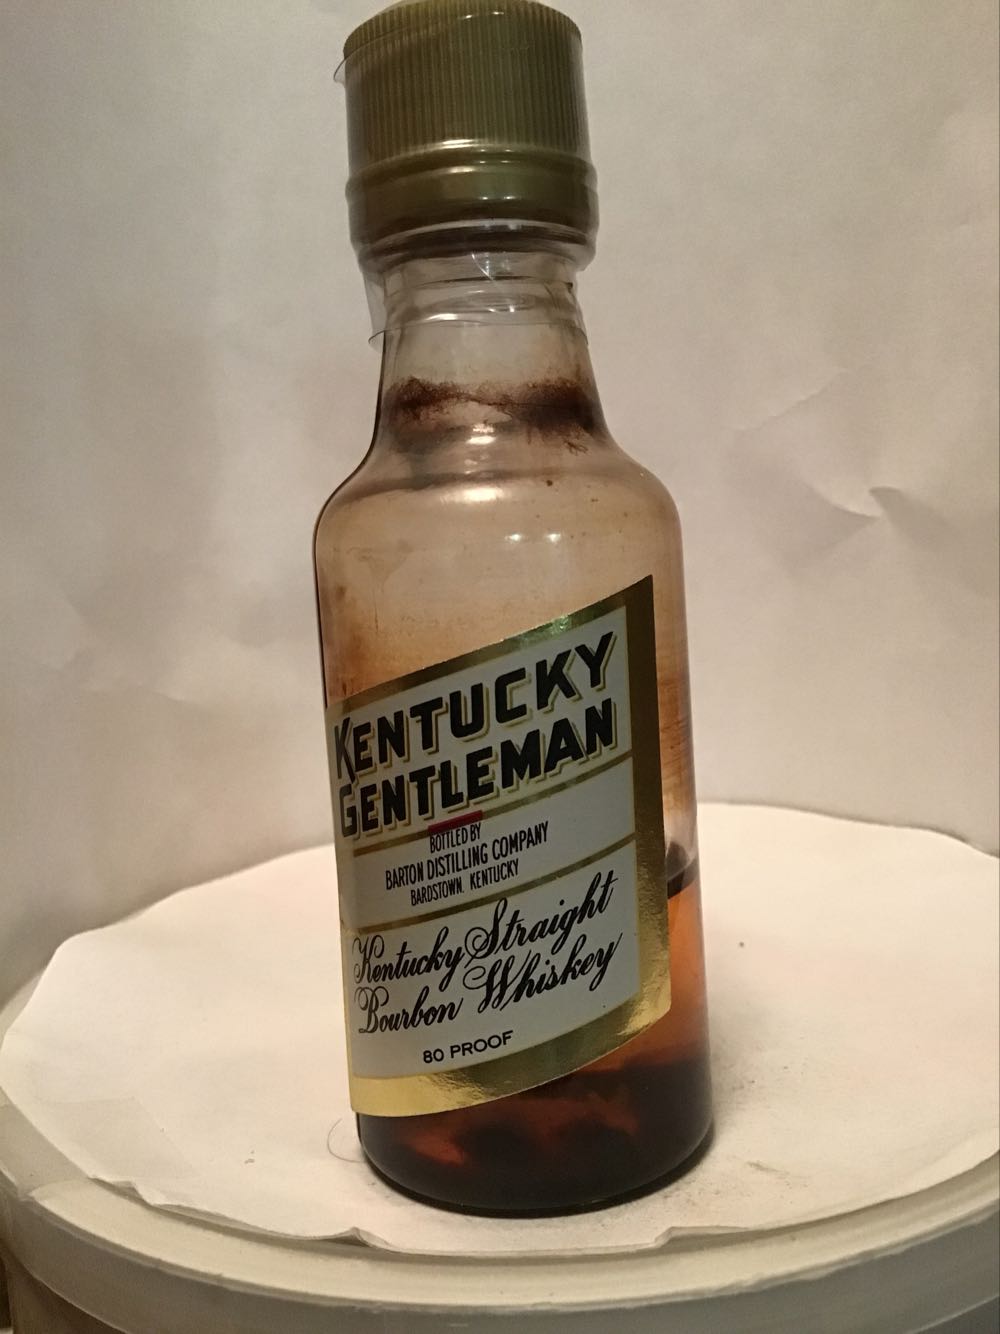 KENTUCKY
GENTLEMAN
BOTTLED BY
BARTON DISTILLING COMPANY
BARDSTOWN, KENTUCKY
Kentucky Straight
Bourbon Whiskey
80 PROOF